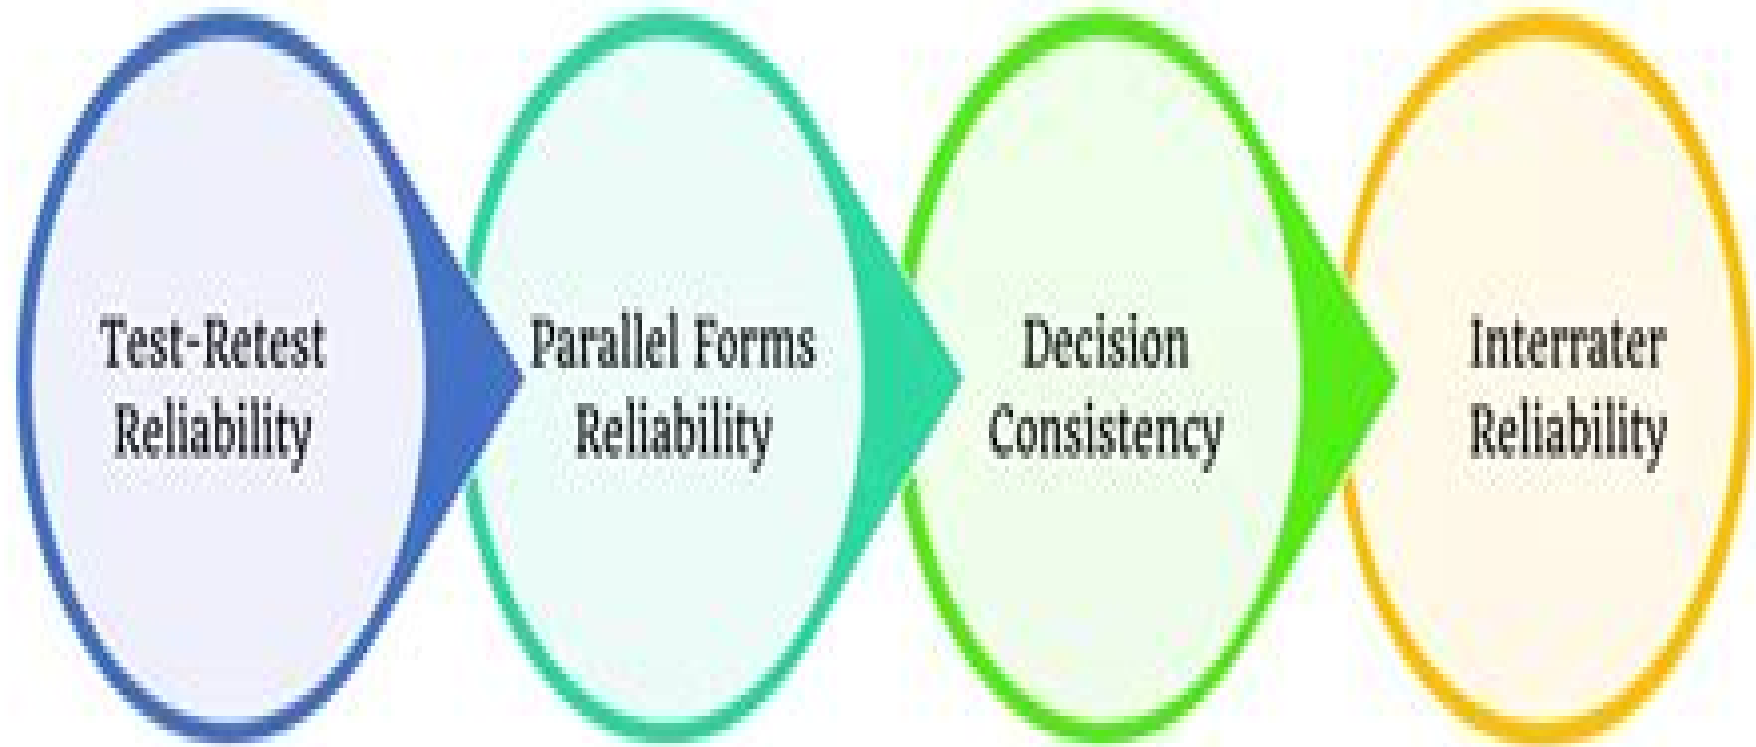 Test-Retest
Reliability
Parallel Forms
Reliability
Decision
Consistency
Interrater
Reliability